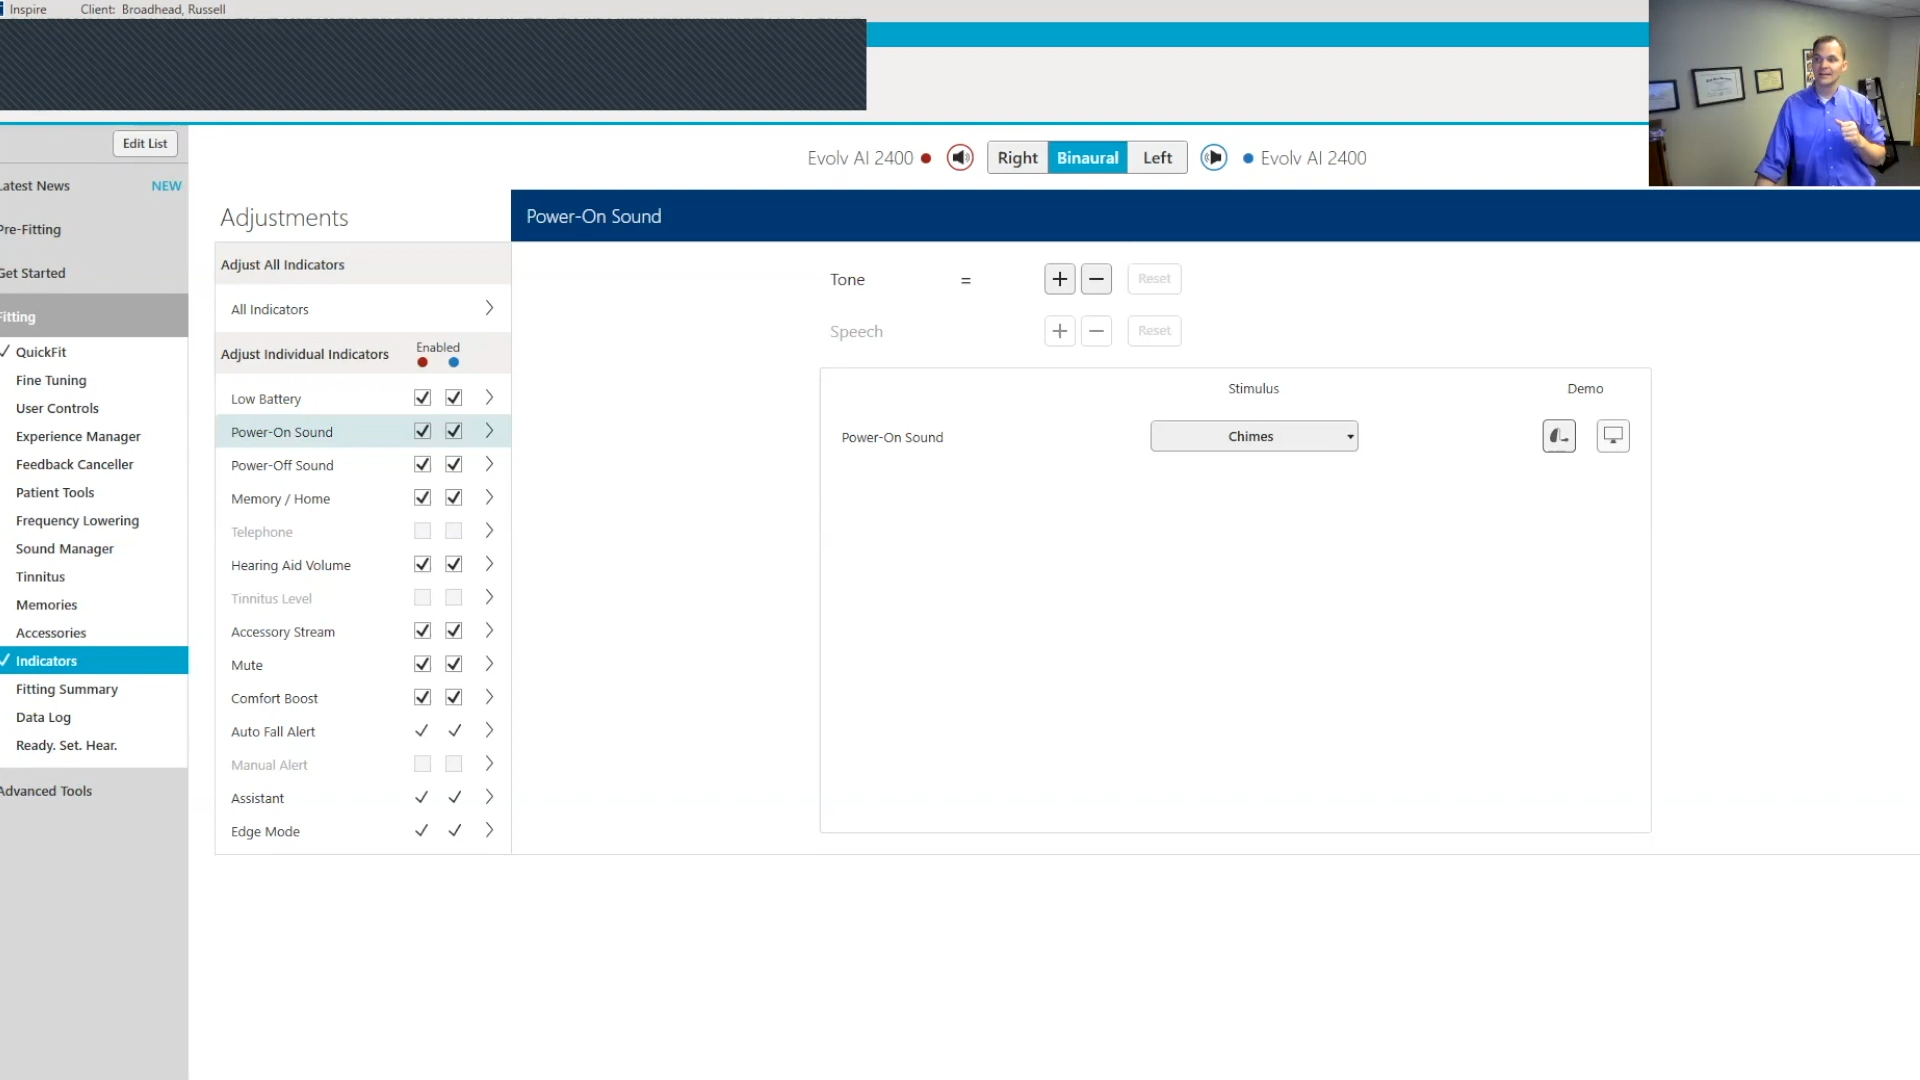 Inspire
Client: Broadhead, Russell
Edit List
Latest News NEW
Pre-Fitting
Get Started
Fitting
QuickFit
Fine Tuning
User Controls
Experience Manager
Feedback Canceller
Patient Tools
Frequency Lowering
Sound Manager
Tinnitus
Memories
Accessories
Indicators
Fitting Summary
Data Log
Ready. Set. Hear.
Advanced Tools
Evolv AI 2400
Right
Binaural
Left
Evolv AI 2400
Adjustments
Adjust All Indicators
All Indicators
Adjust Individual Indicators
Enabled
Low Battery
Power-On Sound
Power-Off Sound
Memory / Home
Telephone
Hearing Aid Volume
Tinnitus Level
Accessory Stream
Mute
Comfort Boost
Auto Fall Alert
Manual Alert
Assistant
Edge Mode
Power-On Sound
Tone = + − Reset
Speech + − Reset
Stimulus
Demo
Power-On Sound
Chimes